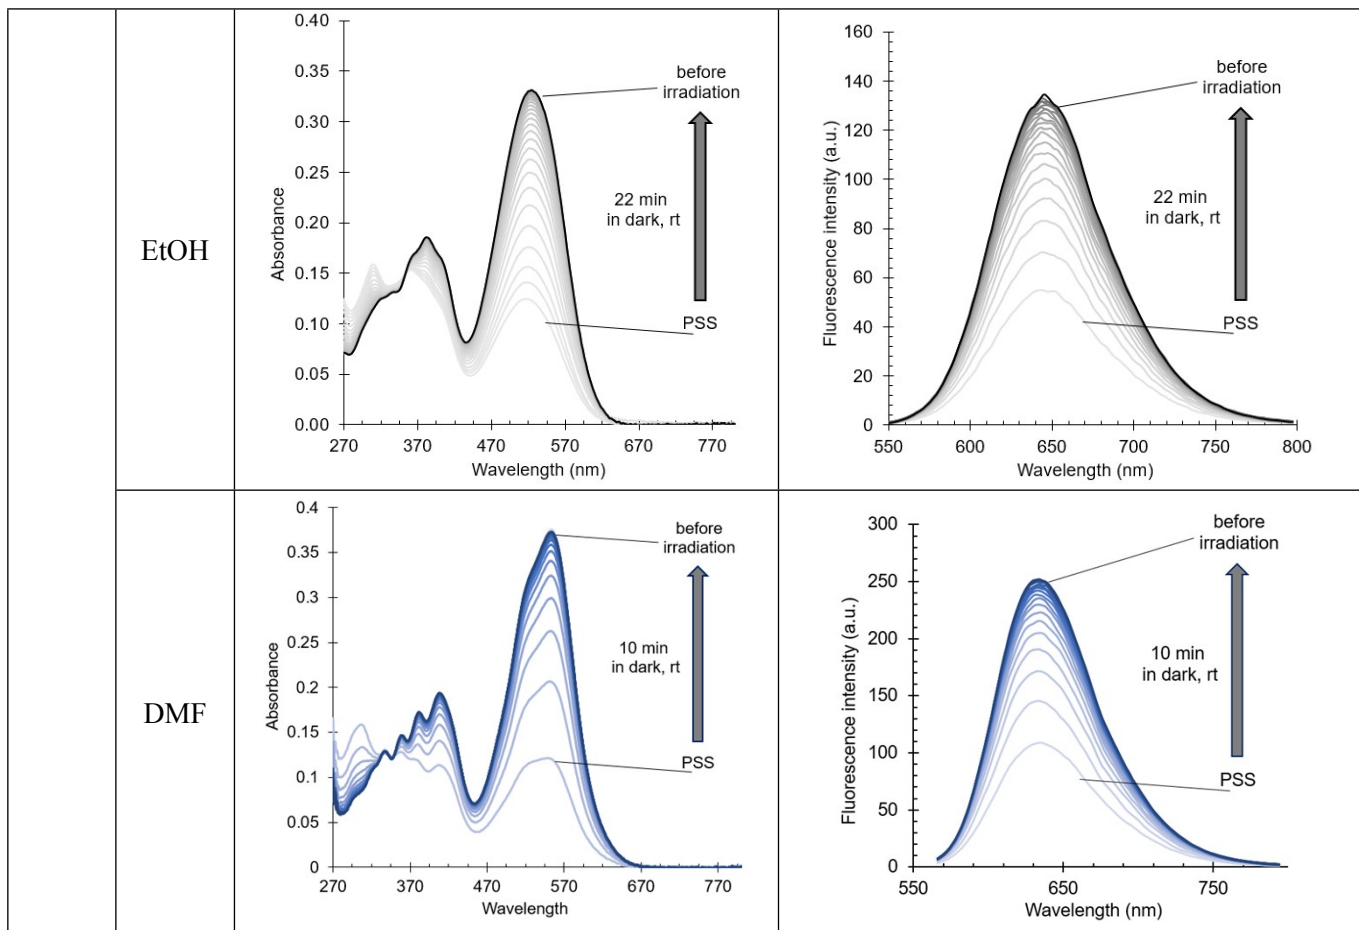 EtOH
0.40
0.35
0.30
0.25
0.20
0.15
0.10
0.05
0.00
Absorbance
270 370 470 570 670 770
Wavelength (nm)
before
irradiation
22 min
in dark, rt
PSS
160
140
120
100
80
60
40
20
0
Fluorescence intensity (a.u.)
550 600 650 700 750 800
Wavelength (nm)
before
irradiation
22 min
in dark, rt
PSS
DMF
0.4
0.35
0.3
0.25
0.2
0.15
0.1
0.05
0
Absorbance
270 370 470 570 670 770
Wavelength
before
irradiation
10 min
in dark, rt
PSS
300
250
200
150
100
50
0
Fluorescence intensity (a.u.)
550 650 750
Wavelength (nm)
before
irradiation
10 min
in dark, rt
PSS